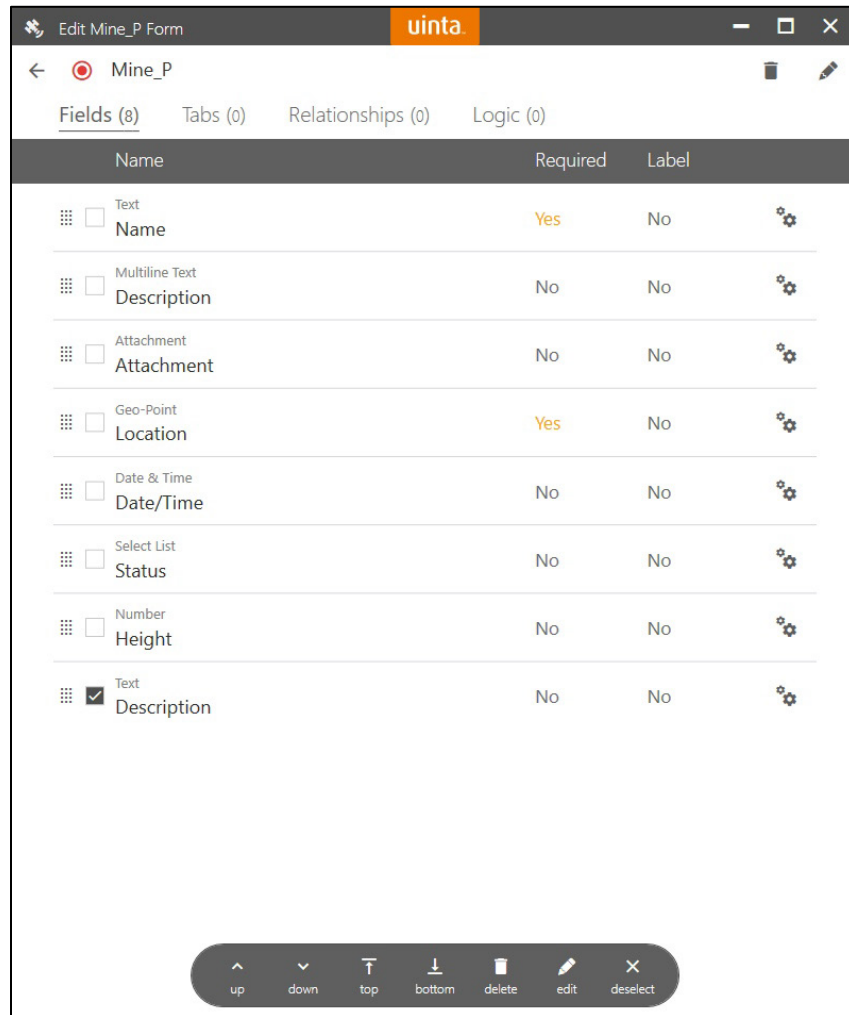 Edit Mine_P Form
uinta.
Mine_P
Fields (8) Tabs (0) Relationships (0) Logic (0)
Name Required Label
Text
Name Yes No
Multiline Text
Description No No
Attachment
Attachment No No
Geo-Point
Location Yes No
Date & Time
Date/Time No No
Select List
Status No No
Number
Height No No
Text
Description No No
up down top bottom delete edit deselect